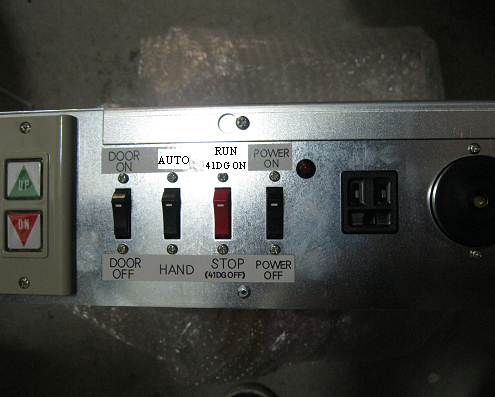 UP
DN
DOOR
ON
AUTO
RUN
41DG ON
POWER
ON
DOOR
OFF
HAND
STOP
(41DG OFF)
POWER
OFF